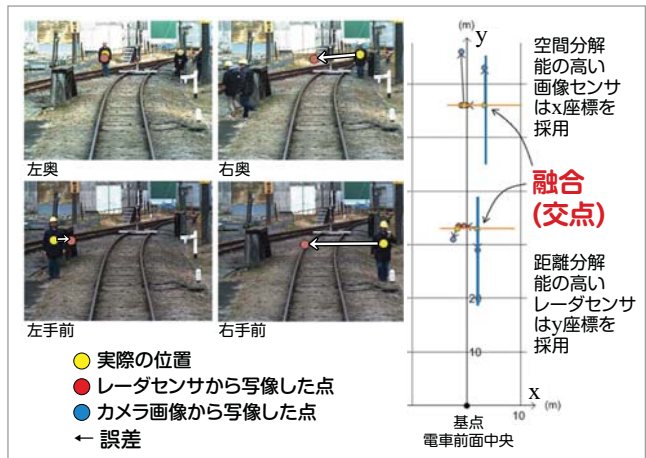 左奥
右奥
左手前
右手前
実際の位置
レーダセンサから写像した点
カメラ画像から写像した点
← 誤差
(m)
y
20
10
x
10
(m)
基点
電車前面中央
空間分解
能の高い
画像センサ
はx座標を
採用
融合
(交点)
距離分解
能の高い
レーダセンサ
はy座標を
採用